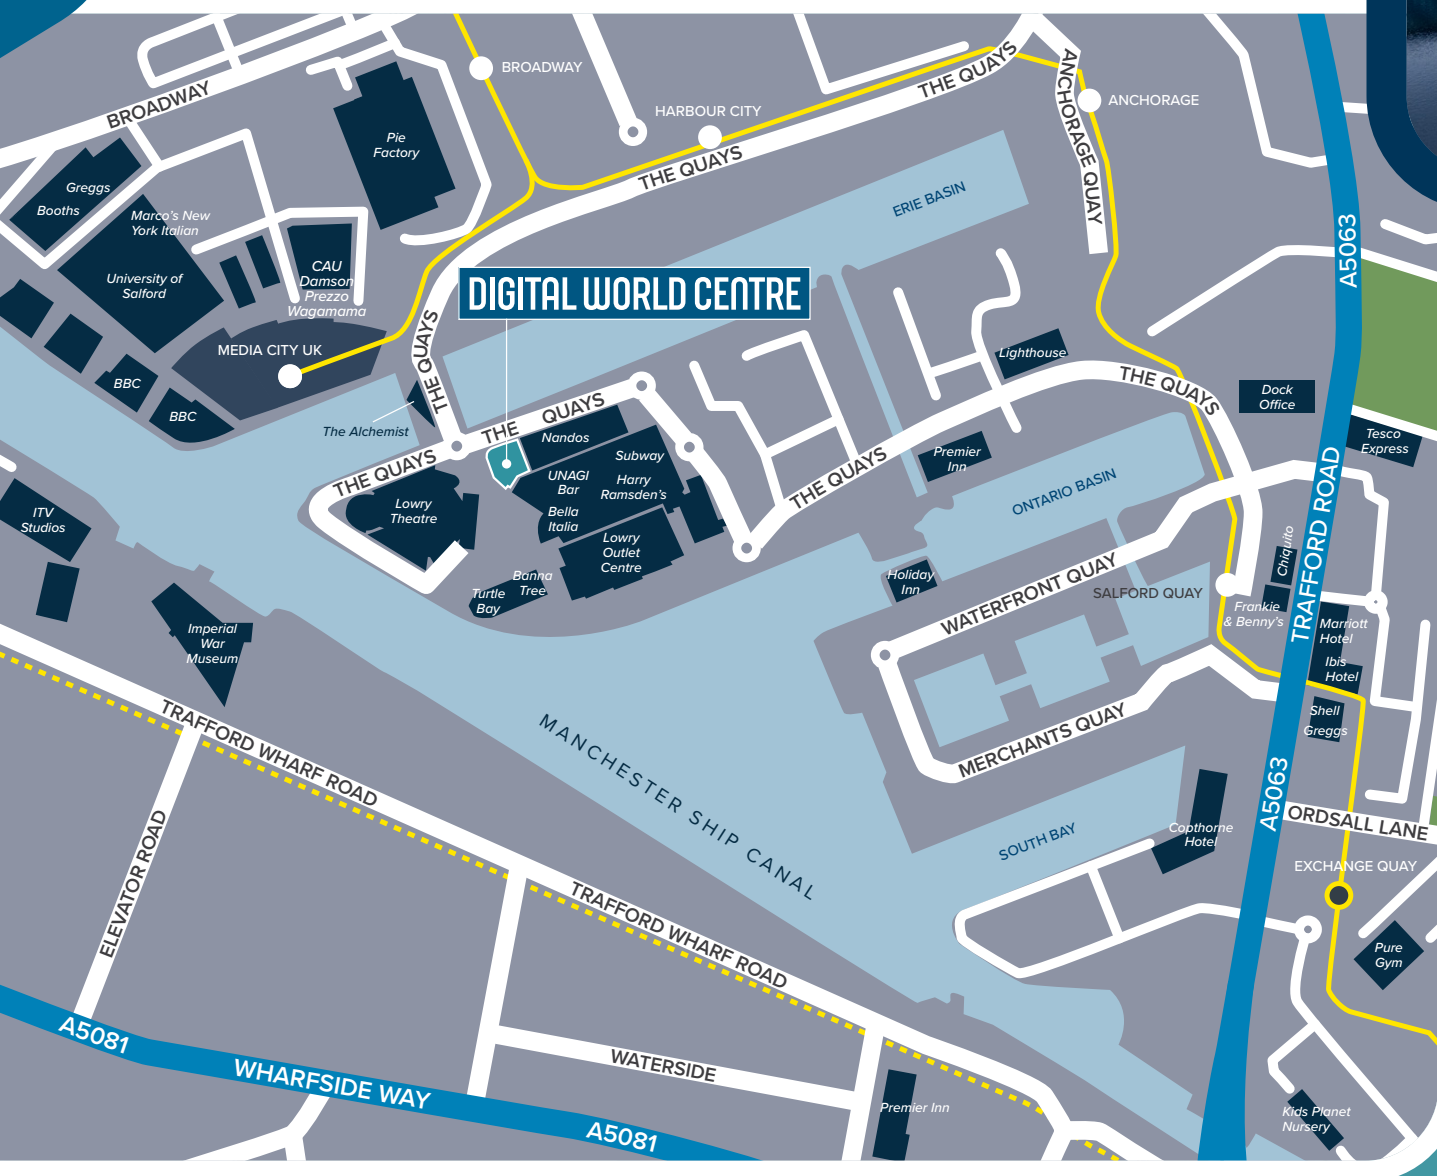 BROADWAY
BROADWAY
HARBOUR CITY
THE QUAYS
THE QUAYS
ANCHORAGE
ANCHORAGE QUAY
Pie
Factory
Greggs
Booths
Marco's New
York Italian
University of
Salford
CAU
Damson
Prezzo
Wagamama
ERIE BASIN
A5063
DIGITAL WORLD CENTRE
MEDIA CITY UK
THE QUAYS
BBC
BBC
The Alchemist
THE QUAYS
THE QUAYS
Nandos
Subway
UNAGI
Bar
Harry
Ramsden's
Bella
Italia
Lowry
Outlet
Centre
Lowry
Theatre
Banna
Tree
Turtle
Bay
Lighthouse
THE QUAYS
THE QUAYS
Premier
Inn
ONTARIO BASIN
Dock
Office
Tesco
Express
TRAFFORD ROAD
ITV
Studios
Holiday
Inn
WATERFRONT QUAY
SALFORD QUAY
Chiquito
Frankie
& Benny's
Marriott
Hotel
Ibis
Hotel
Shell
Greggs
Imperial
War
Museum
MERCHANTS QUAY
MANCHESTER SHIP CANAL
TRAFFORD WHARF ROAD
ELEVATOR ROAD
SOUTH BAY
Copthorne
Hotel
A5063
ORDSALL LANE
EXCHANGE QUAY
TRAFFORD WHARF ROAD
Pure
Gym
A5081
WHARFSIDE WAY
WATERSIDE
A5081
Premier Inn
Kids Planet
Nursery